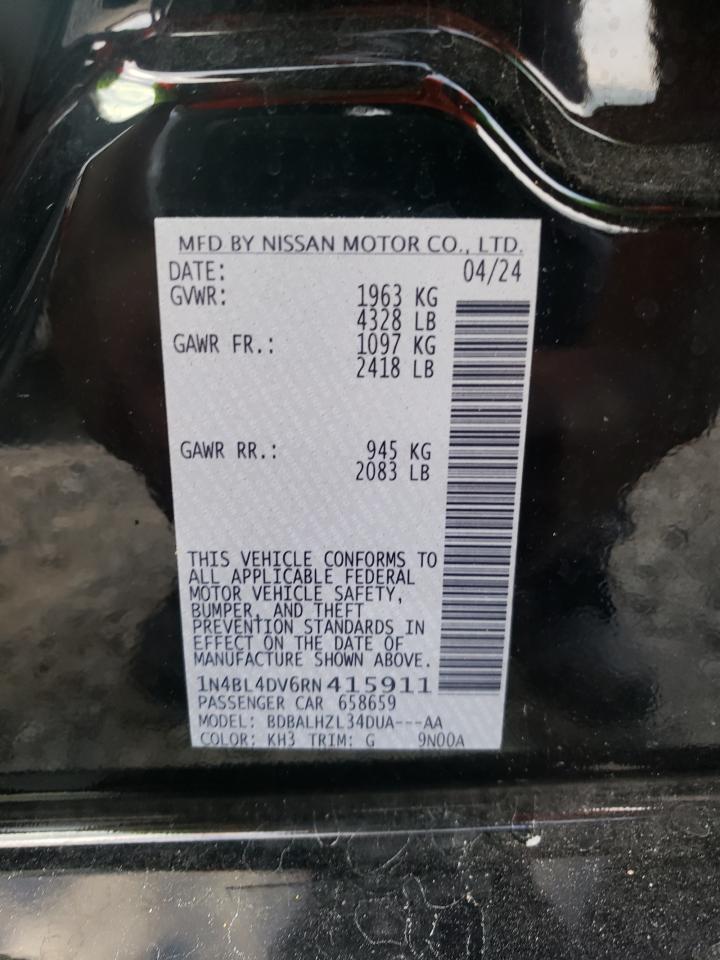 MFD BY NISSAN MOTOR CO., LTD.
DATE: 04/24
GVWR: 1963 KG
4328 LB
GAWR FR.: 1097 KG
2418 LB
GAWR RR.: 945 KG
2083 LB
THIS VEHICLE CONFORMS TO
ALL APPLICABLE FEDERAL
MOTOR VEHICLE SAFETY,
BUMPER, AND THEFT
PREVENTION STANDARDS IN
EFFECT ON THE DATE OF
MANUFACTURE SHOWN ABOVE.
1N4BL4DV6RN415911
PASSENGER CAR 658659
MODEL: BDBALHZL34DUA---AA
COLOR: KH3 TRIM: G 9N00A